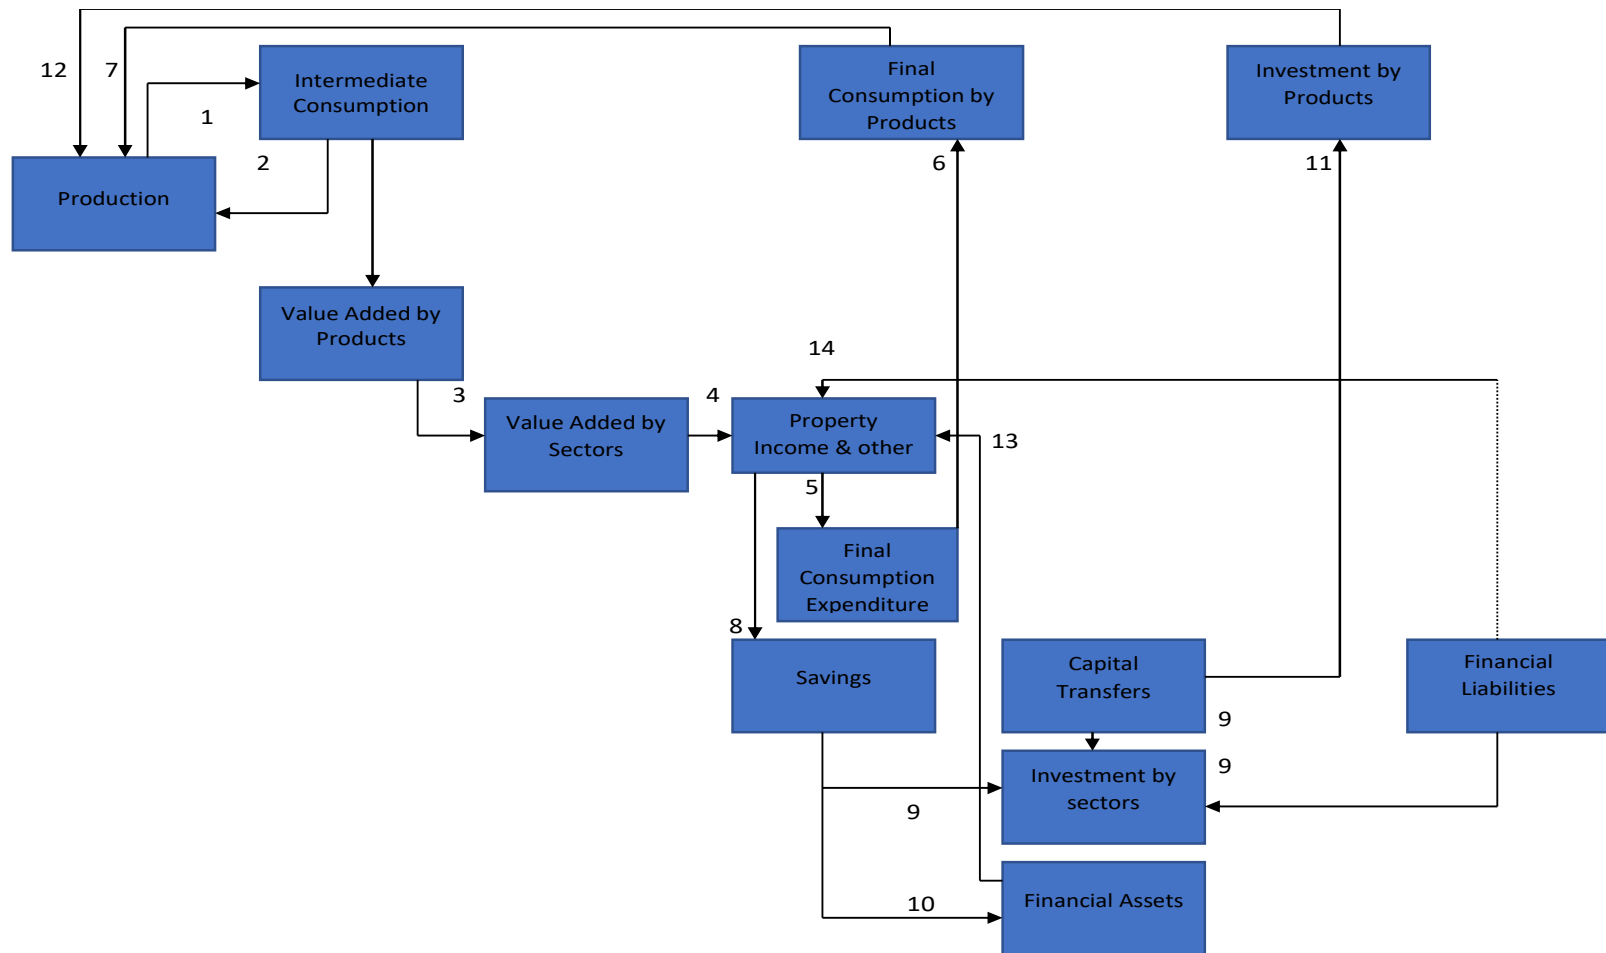 12
7
Intermediate
Consumption
Final
Consumption by
Products
Investment by
Products
1
2
6
11
Production
Value Added by
Products
14
3
4
Value Added by
Sectors
Property
Income & other
13
5
Final
Consumption
Expenditure
8
Savings
Capital
Transfers
Financial
Liabilities
9
9
Investment by
sectors
9
10
Financial Assets